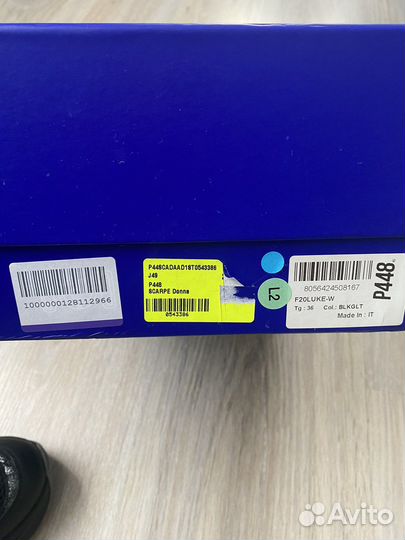 1000000128112966
P448CADAAD18T0543386
J49
P448
SCARPE Donna
0543386
L2
8056424508167
F20LUKE-W
Tg : 36 Col.: BLKGLT
Made In : IT
P448
Avito